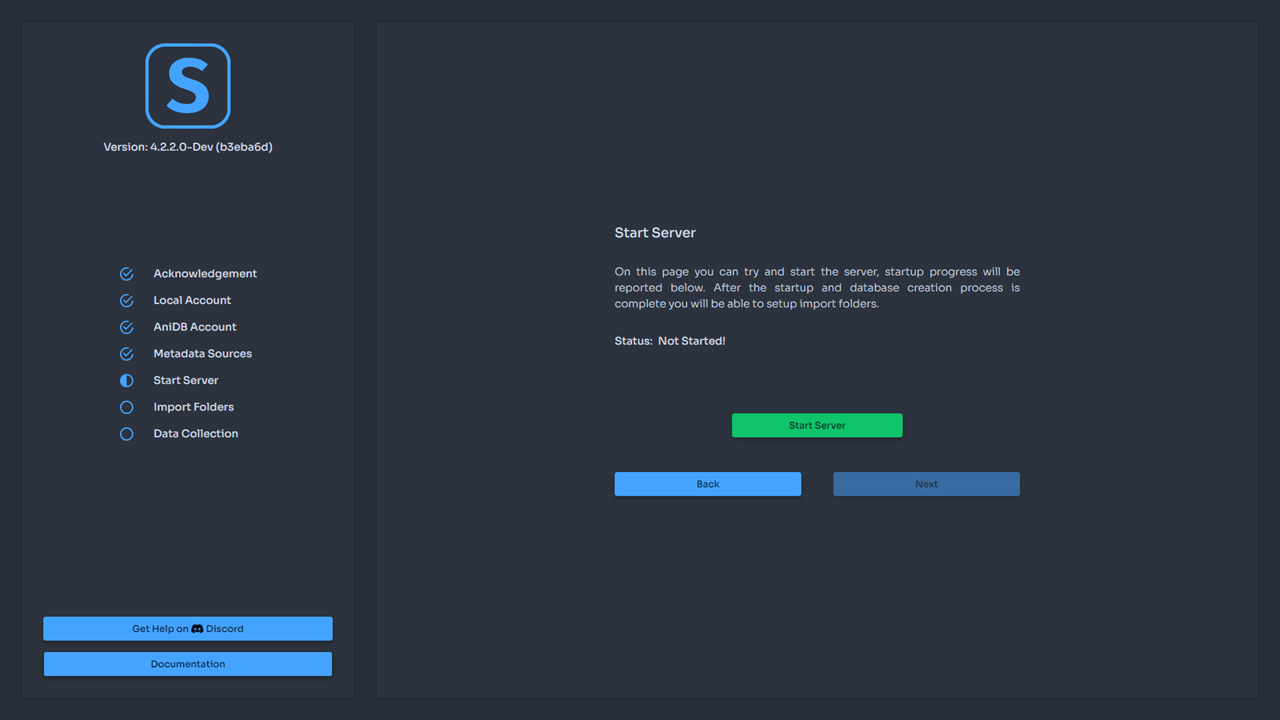 S
Version: 4.2.2.0-Dev (b3eba6d)
Acknowledgement
Local Account
AniDB Account
Metadata Sources
Start Server
Import Folders
Data Collection
Get Help on Discord
Documentation
Start Server
On this page you can try and start the server, startup progress will be
reported below. After the startup and database creation process is
complete you will be able to setup import folders.
Status: Not Started!
Start Server
Back
Next